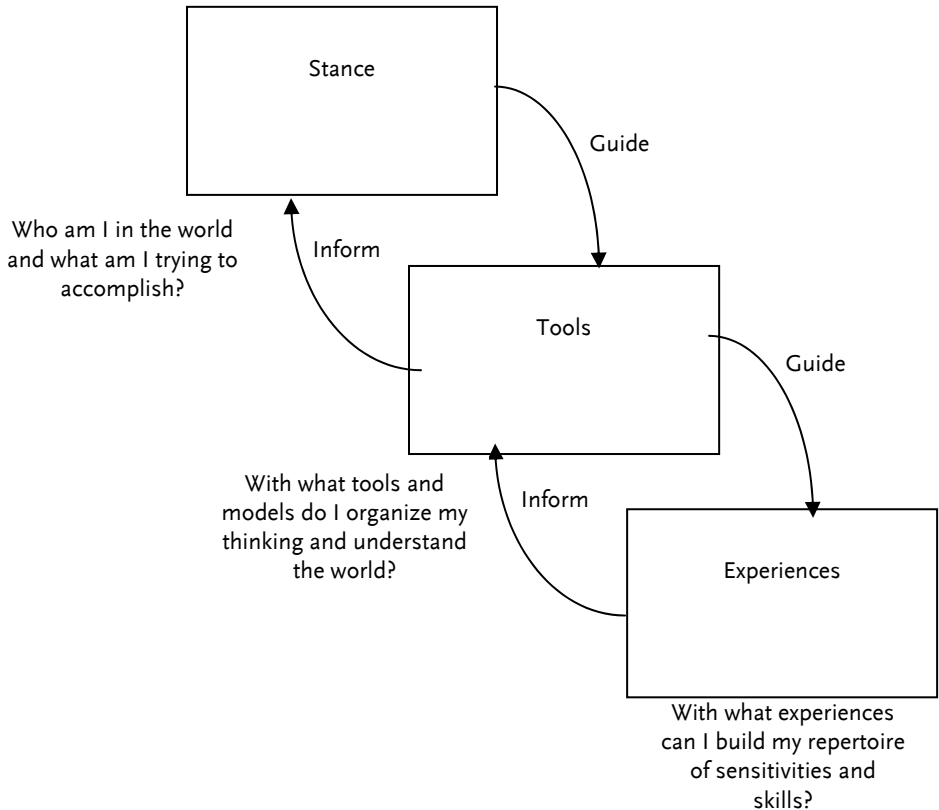 Stance
Guide
Who am I in the world
and what am I trying to
accomplish?
Inform
Tools
Guide
With what tools and
models do I organize my
thinking and understand
the world?
Inform
Experiences
With what experiences
can I build my repertoire
of sensitivities and
skills?